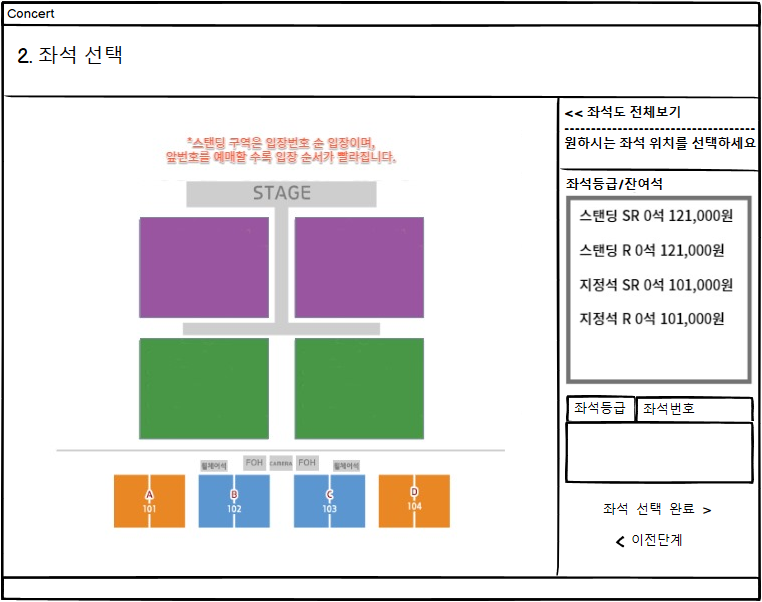 Concert
2. 좌석 선택
*스탠딩 구역은 입장번호 순 입장이며,
앞번호를 예매할 수록 입장 순서가 빨라집니다.
STAGE
휠체어석 FOH CAMERA FOH 휠체어석
A B C D
101 102 103 104
<< 좌석도 전체보기
원하시는 좌석 위치를 선택하세요
좌석등급/잔여석
스탠딩 SR 0석 121,000원
스탠딩 R 0석 121,000원
지정석 SR 0석 101,000원
지정석 R 0석 101,000원
좌석등급 좌석번호
좌석 선택 완료 >
< 이전단계